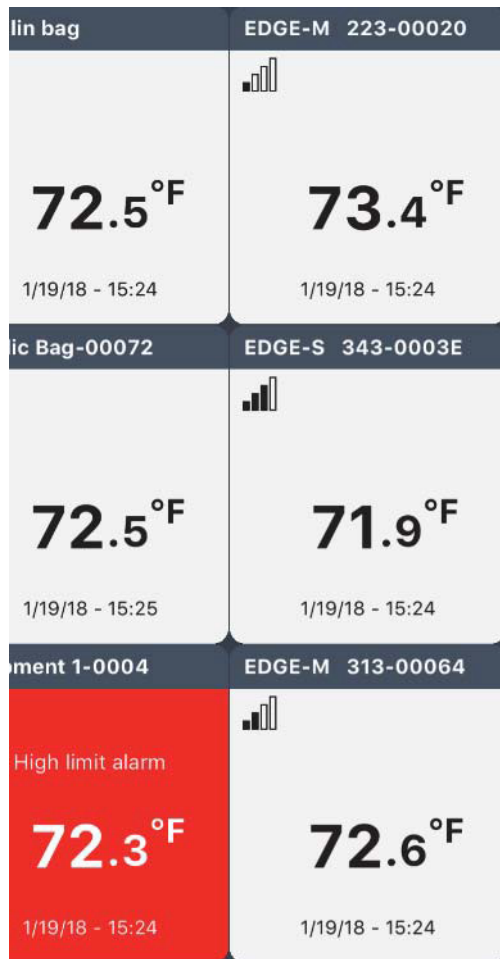 lin bag
72.5°F
1/19/18 - 15:24
EDGE-M 223-00020
73.4°F
1/19/18 - 15:24
ic Bag-00072
72.5°F
1/19/18 - 15:25
EDGE-S 343-0003E
71.9°F
1/19/18 - 15:24
ment 1-0004
High limit alarm
72.3°F
1/19/18 - 15:24
EDGE-M 313-00064
72.6°F
1/19/18 - 15:24